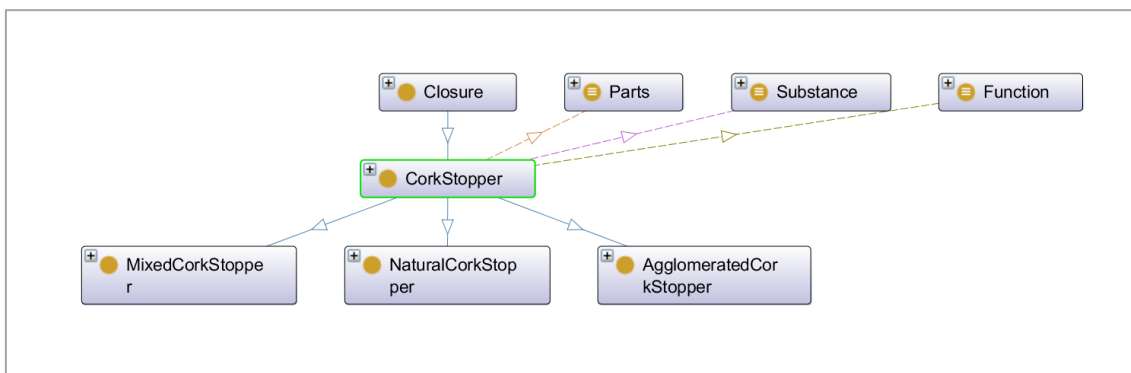 Closure
Parts
Substance
Function
CorkStopper
MixedCorkStoppe
r
NaturalCorkStop
per
AgglomeratedCor
kStopper